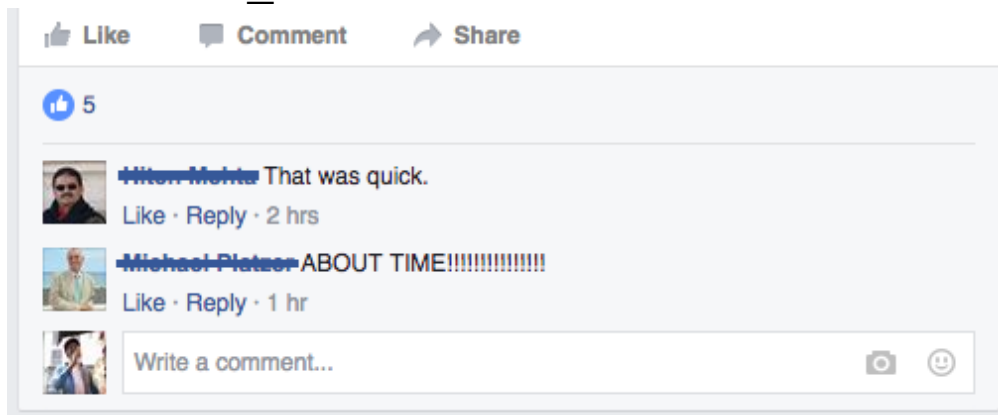 Like Comment Share
5
That was quick.
Like · Reply · 2 hrs
ABOUT TIME!!!!!!!!!!!!!!!
Like · Reply · 1 hr
Write a comment...